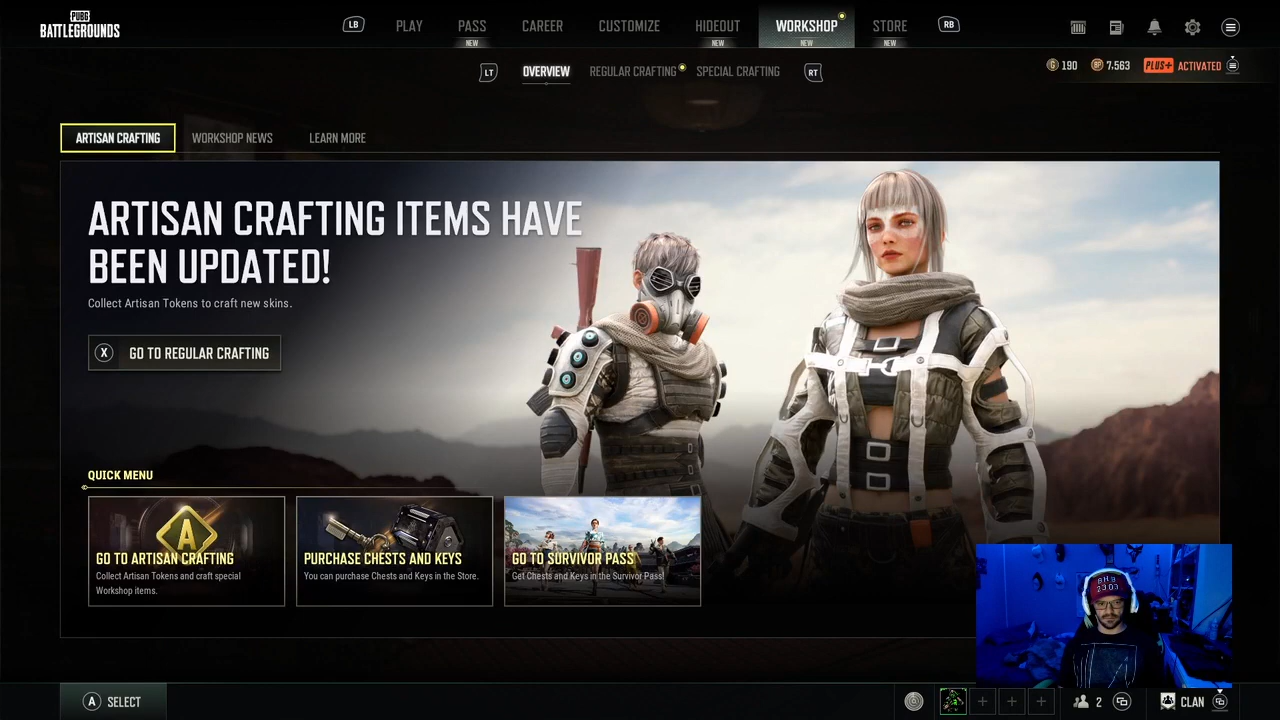 PUBG
BATTLEGROUNDS
LB
PLAY
PASS
NEW
CAREER
CUSTOMIZE
HIDEOUT
NEW
WORKSHOP
NEW
STORE
NEW
RB
LT
OVERVIEW
REGULAR CRAFTING
SPECIAL CRAFTING
RT
G 190
BP 7.563
PLUS+ ACTIVATED
ARTISAN CRAFTING
WORKSHOP NEWS
LEARN MORE
ARTISAN CRAFTING ITEMS HAVE
BEEN UPDATED!
Collect Artisan Tokens to craft new skins.
X GO TO REGULAR CRAFTING
QUICK MENU
A
GO TO ARTISAN CRAFTING
Collect Artisan Tokens and craft special
Workshop items.
PURCHASE CHESTS AND KEYS
You can purchase Chests and Keys in the Store.
GO TO SURVIVOR PASS
Get Chests and Keys in the Survivor Pass!
2303
A SELECT
2
CLAN